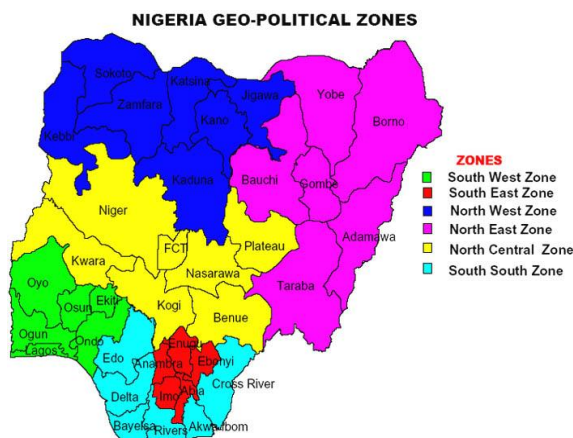 NIGERIA GEO-POLITICAL ZONES
Sokoto
Katsina
Jigawa
Yobe
Borno
Zamfara
Kano
Kebbi
Kaduna
Bauchi
Gombe
Niger
Adamawa
FCT
Plateau
Kwara
Nasarawa
Taraba
Oyo
Kogi
Benue
Osun
Ekiti
Ogun
Lagos
Ondo
Edo
Enugu
Anambra
Ebonyi
Cross River
Delta
Imo
Abia
Bayelsa
Rivers
Akwa Ibom
ZONES
South West Zone
South East Zone
North West Zone
North East Zone
North Central Zone
South South Zone